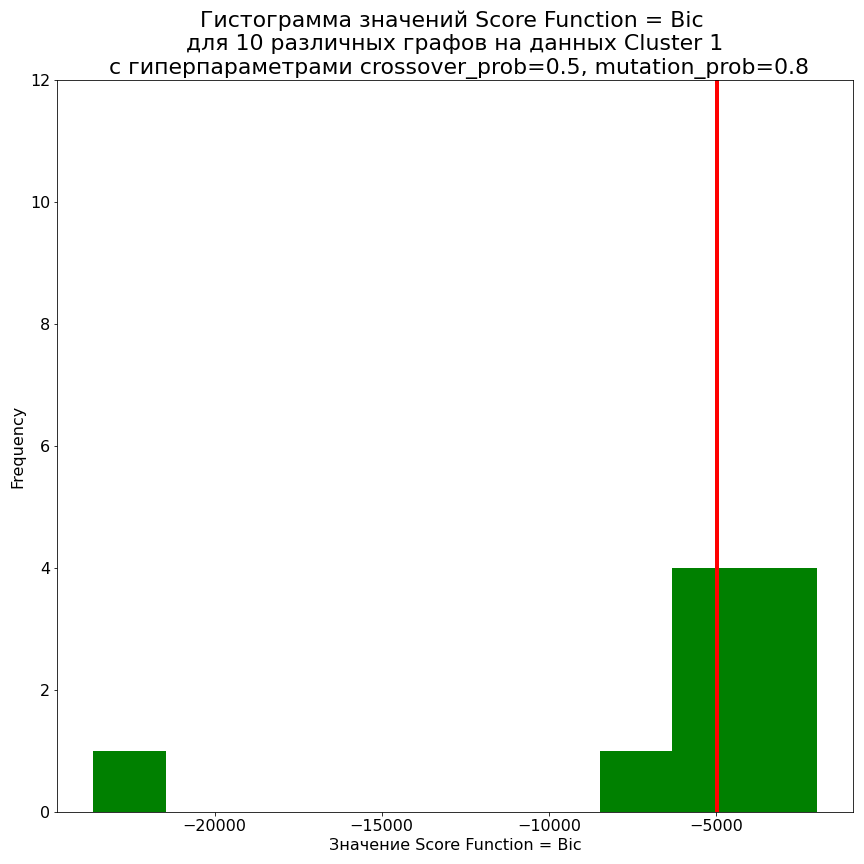 Гистограмма значений Score Function = Bic
для 10 различных графов на данных Cluster 1
с гиперпараметрами crossover_prob=0.5, mutation_prob=0.8
12
10
8
6
4
2
0
Frequency
−20000
−15000
−10000
−5000
Значение Score Function = Bic